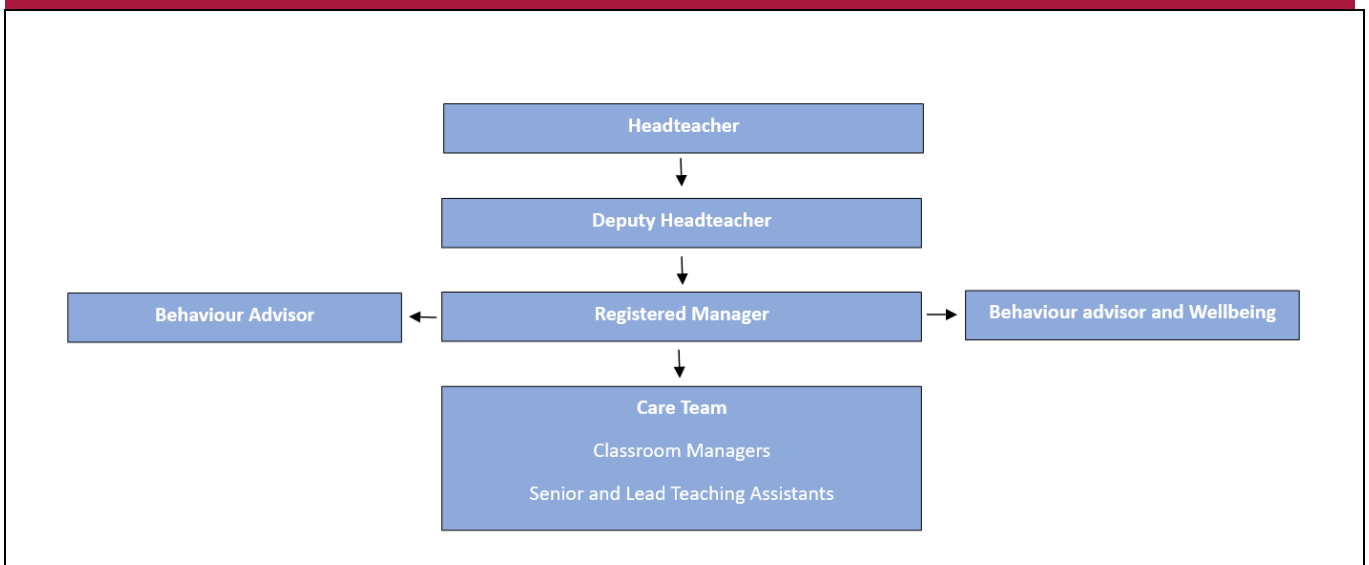 Headteacher
Deputy Headteacher
Behaviour Advisor
Registered Manager
Behaviour advisor and Wellbeing
Care Team
Classroom Managers
Senior and Lead Teaching Assistants